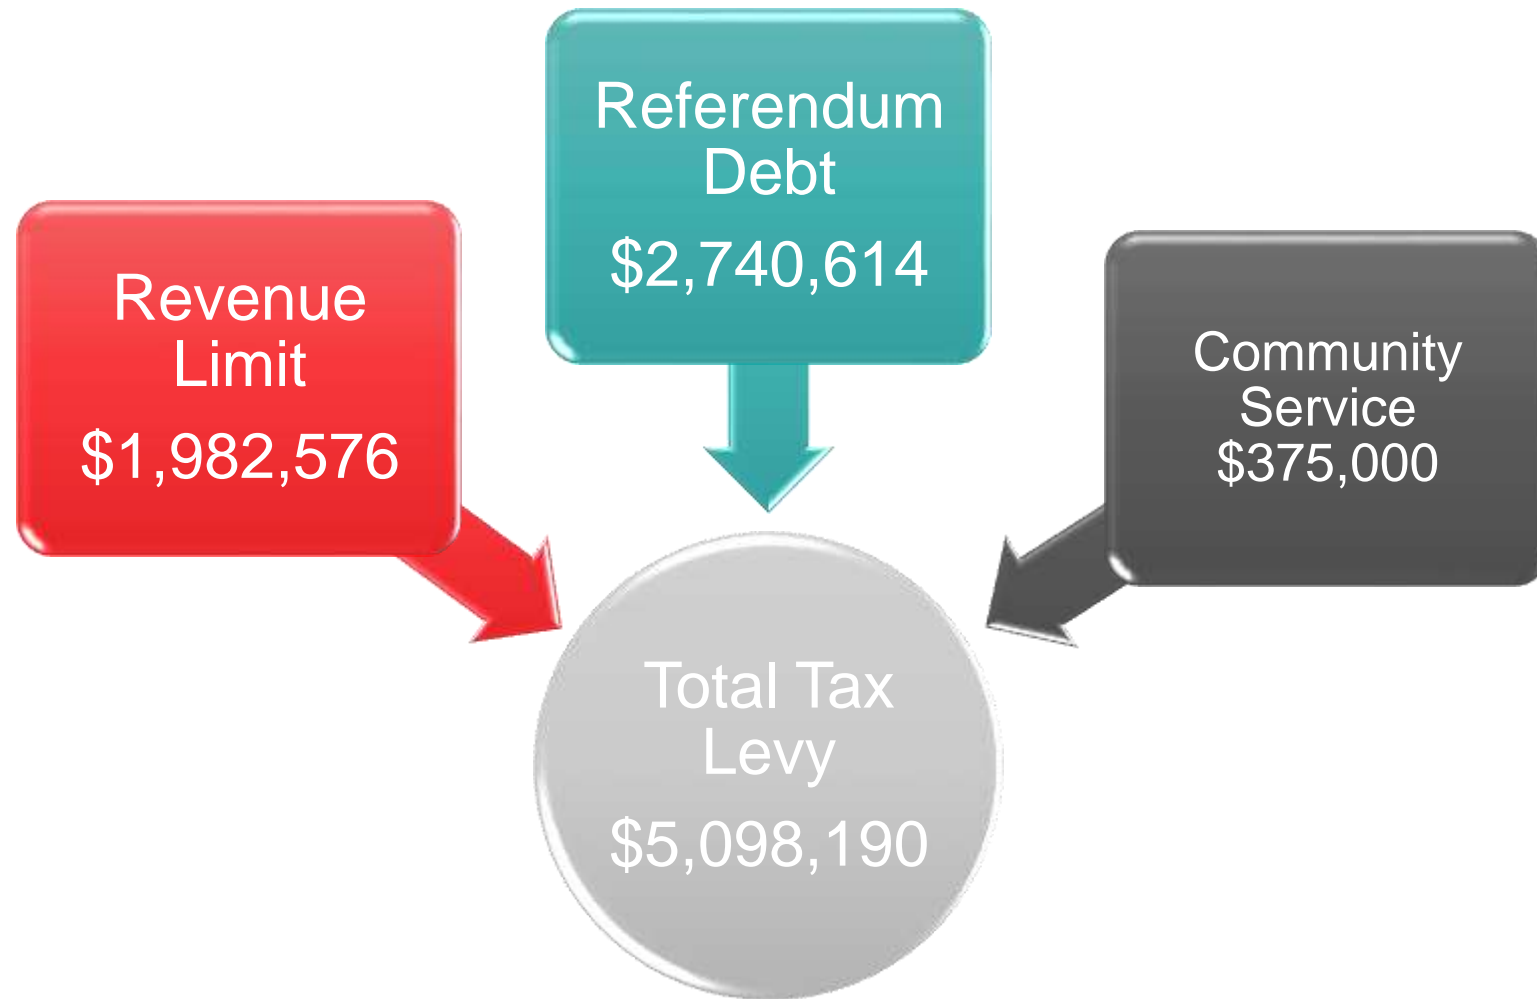 Referendum
Debt
$2,740,614
Revenue
Limit
$1,982,576
Community
Service
$375,000
Total Tax
Levy
$5,098,190